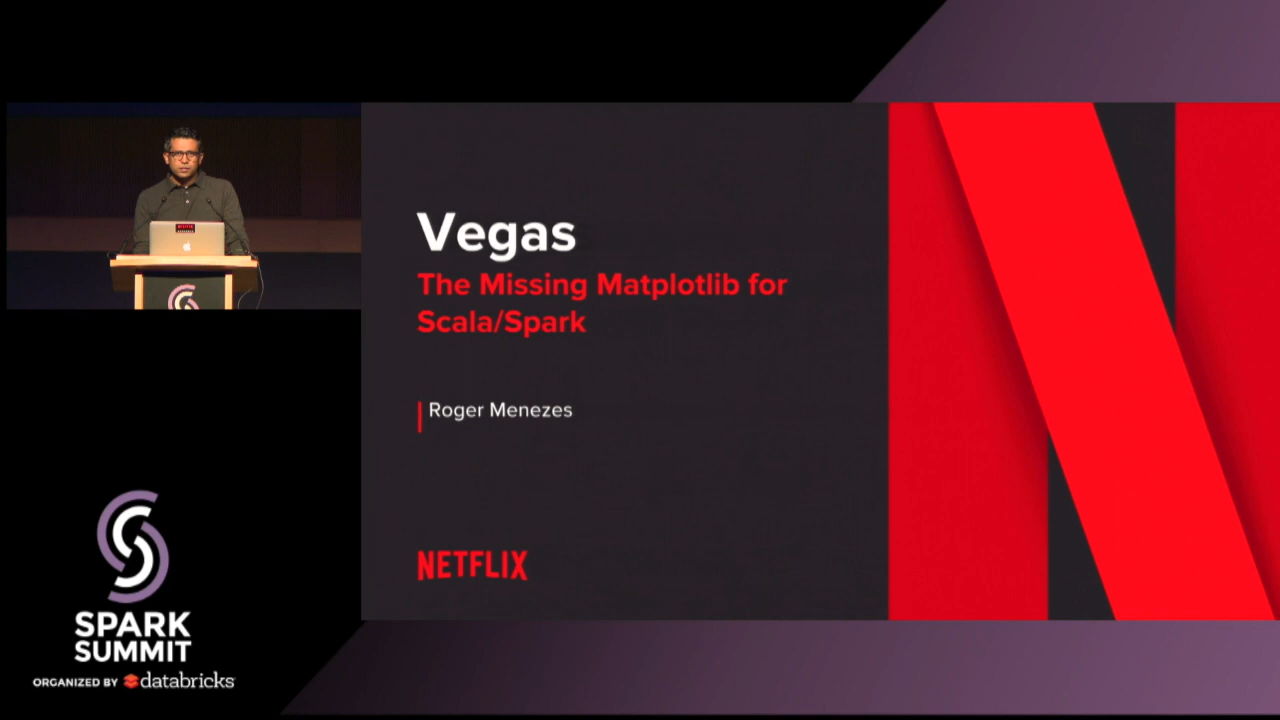 Vegas
The Missing Matplotlib for
Scala/Spark
Roger Menezes
NETFLIX
SPARK
SUMMIT
ORGANIZED BY databricks